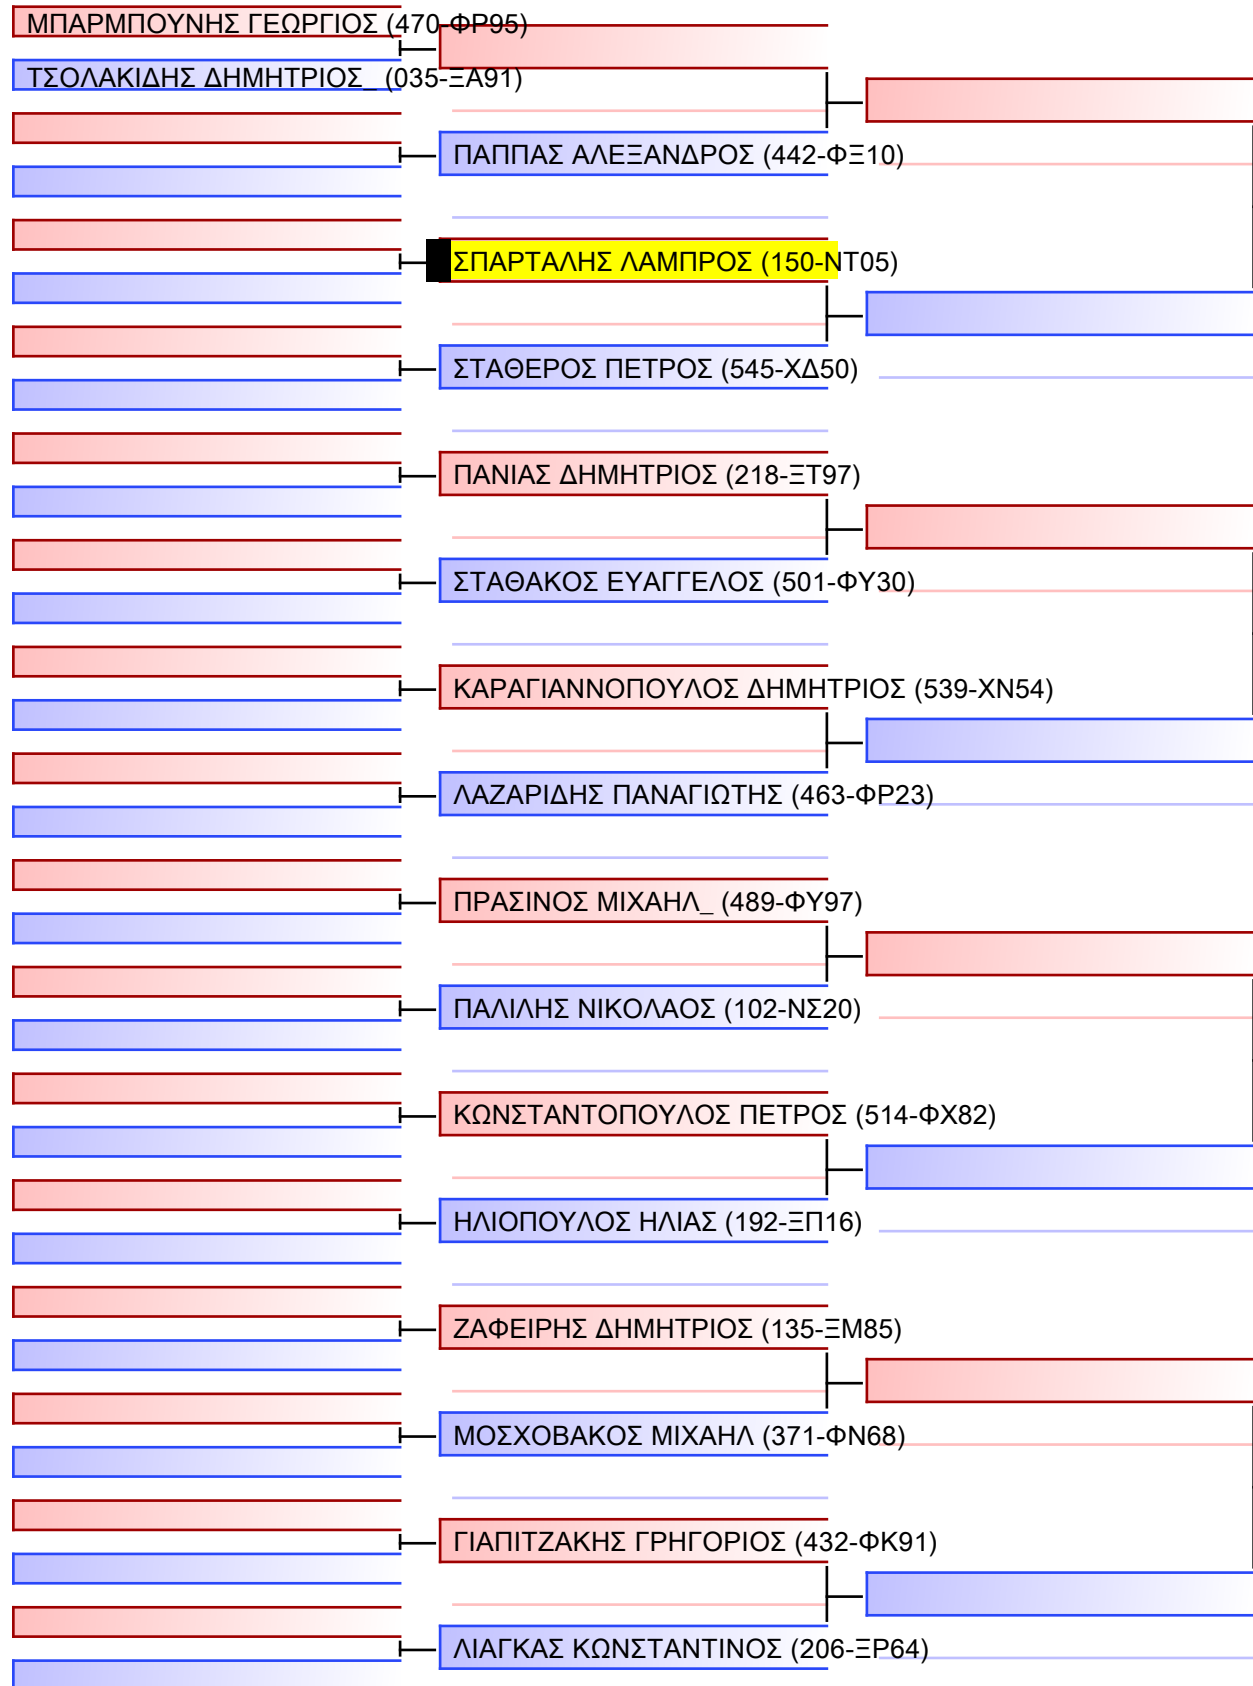 ΜΠΑΡΜΠΟΥΝΗΣ ΓΕΩΡΓΙΟΣ (470-ΦΡ95)
ΤΣΟΛΑΚΙΔΗΣ ΔΗΜΗΤΡΙΟΣ_ (035-ΞΑ91)
ΠΑΠΠΑΣ ΑΛΕΞΑΝΔΡΟΣ (442-ΦΞ10)
ΣΠΑΡΤΑΛΗΣ ΛΑΜΠΡΟΣ (150-ΝΤ05)
ΣΤΑΘΕΡΟΣ ΠΕΤΡΟΣ (545-ΧΔ50)
ΠΑΝΙΑΣ ΔΗΜΗΤΡΙΟΣ (218-ΞΤ97)
ΣΤΑΘΑΚΟΣ ΕΥΑΓΓΕΛΟΣ (501-ΦΥ30)
ΚΑΡΑΓΙΑΝΝΟΠΟΥΛΟΣ ΔΗΜΗΤΡΙΟΣ (539-ΧΝ54)
ΛΑΖΑΡΙΔΗΣ ΠΑΝΑΓΙΩΤΗΣ (463-ΦΡ23)
ΠΡΑΣΙΝΟΣ ΜΙΧΑΗΛ_ (489-ΦΥ97)
ΠΑΛΙΛΗΣ ΝΙΚΟΛΑΟΣ (102-ΝΣ20)
ΚΩΝΣΤΑΝΤΟΠΟΥΛΟΣ ΠΕΤΡΟΣ (514-ΦΧ82)
ΗΛΙΟΠΟΥΛΟΣ ΗΛΙΑΣ (192-ΞΠ16)
ΖΑΦΕΙΡΗΣ ΔΗΜΗΤΡΙΟΣ (135-ΞΜ85)
ΜΟΣΧΟΒΑΚΟΣ ΜΙΧΑΗΛ (371-ΦΝ68)
ΓΙΑΠΙΤΖΑΚΗΣ ΓΡΗΓΟΡΙΟΣ (432-ΦΚ91)
ΛΙΑΓΚΑΣ ΚΩΝΣΤΑΝΤΙΝΟΣ (206-ΞΡ64)